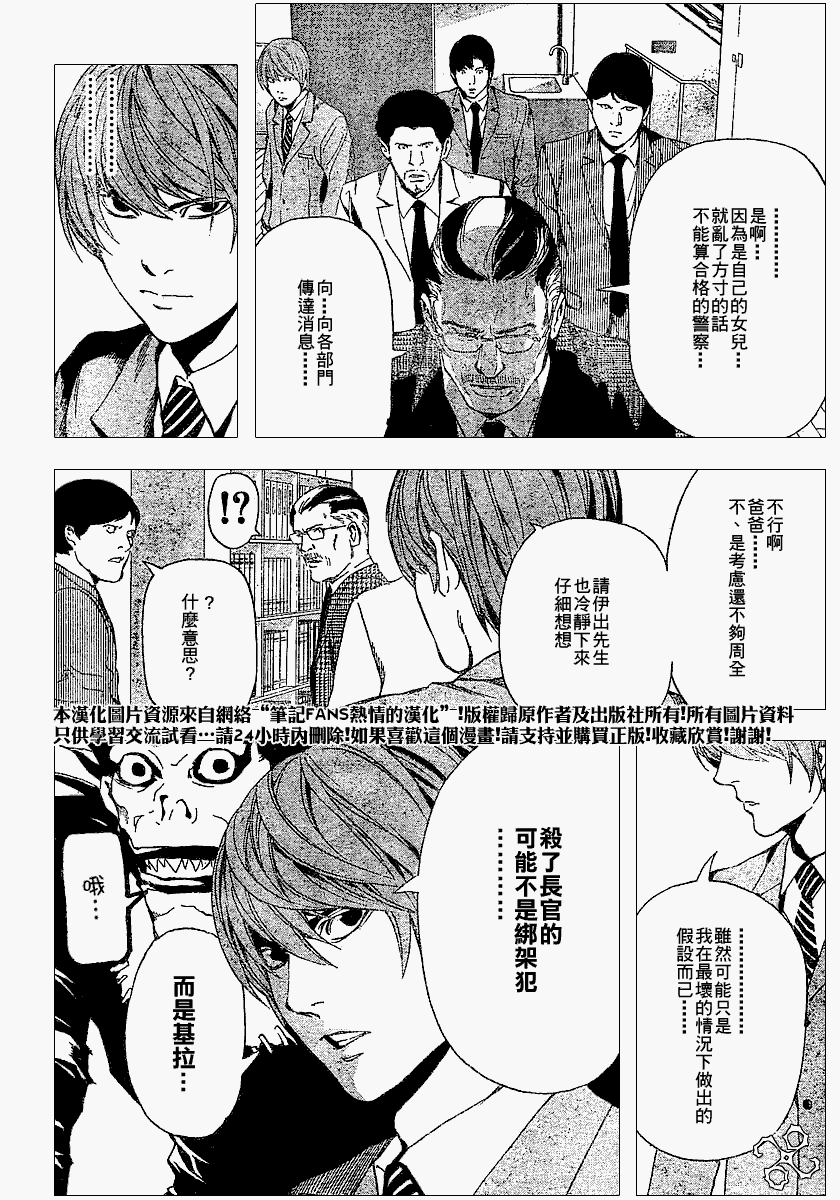 …………
是啊…
因為是自己的女兒…
就亂了方寸的話
不能算合格的警察…
向…向各部門
傳達消息……
…………
…………
不行啊
爸爸……
不、是考慮還不夠周全
請伊出先生
也冷靜下來
仔細想想
!?
?
什麼意思?
本漢化圖片資源來自網絡“筆記FANS熱情的漢化”!版權歸原作者及出版社所有!所有圖片資料
只供學習交流試看…請24小時內刪除!如果喜歡這個漫畫!請支持並購買正版!收藏欣賞!謝謝!
…………
雖然可能只是
我在最壞的情況下做出的
假設而已……
殺了長官的
可能不是綁架犯
…………
而是基拉…
哦…